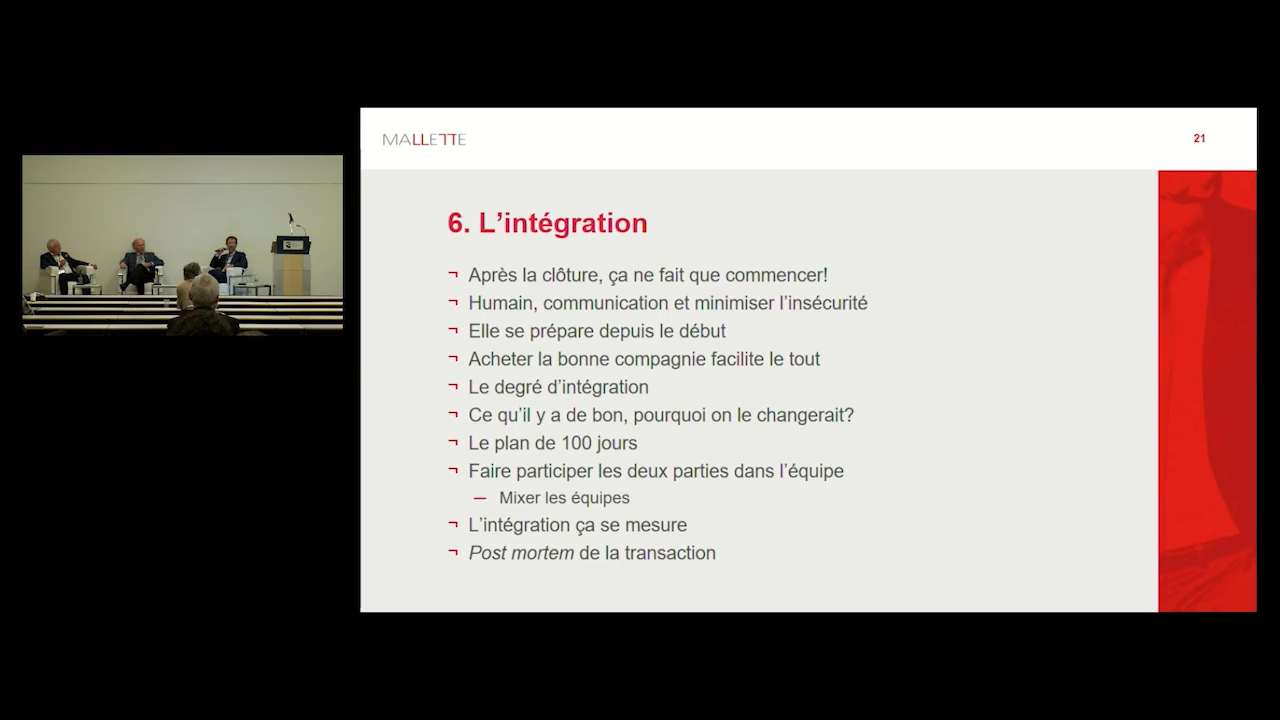 MALLETTE
21
6. L’intégration
¬ Après la clôture, ça ne fait que commencer!
¬ Humain, communication et minimiser l’insécurité
¬ Elle se prépare depuis le début
¬ Acheter la bonne compagnie facilite le tout
¬ Le degré d’intégration
¬ Ce qu’il y a de bon, pourquoi on le changerait?
¬ Le plan de 100 jours
¬ Faire participer les deux parties dans l’équipe
— Mixer les équipes
¬ L’intégration ça se mesure
¬ Post mortem de la transaction